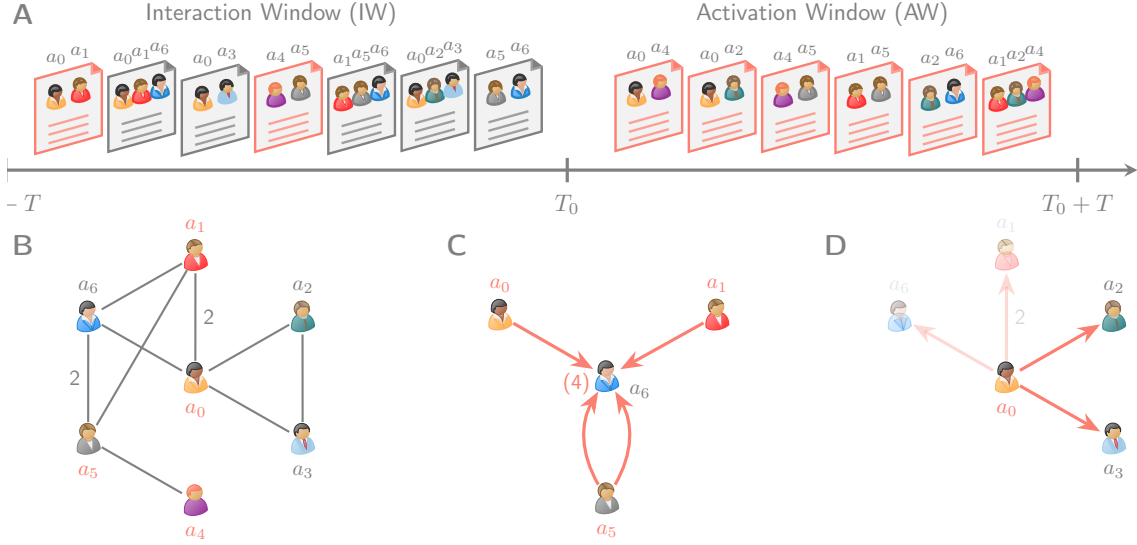 A Interaction Window (IW) Activation Window (AW)
a0 a1 a0 a1 a6 a0 a3 a4 a5 a1 a5 a6 a0 a2 a3 a5 a6 a0 a4 a0 a2 a4 a5 a1 a5 a2 a6 a1 a2 a4
– T T0 T0 + T
B
a1
a6
a2
2
2
a0
a5
a3
a4
C
a0
a1
(4)
a6
a5
D
a1
a6
a2
2
a0
a3